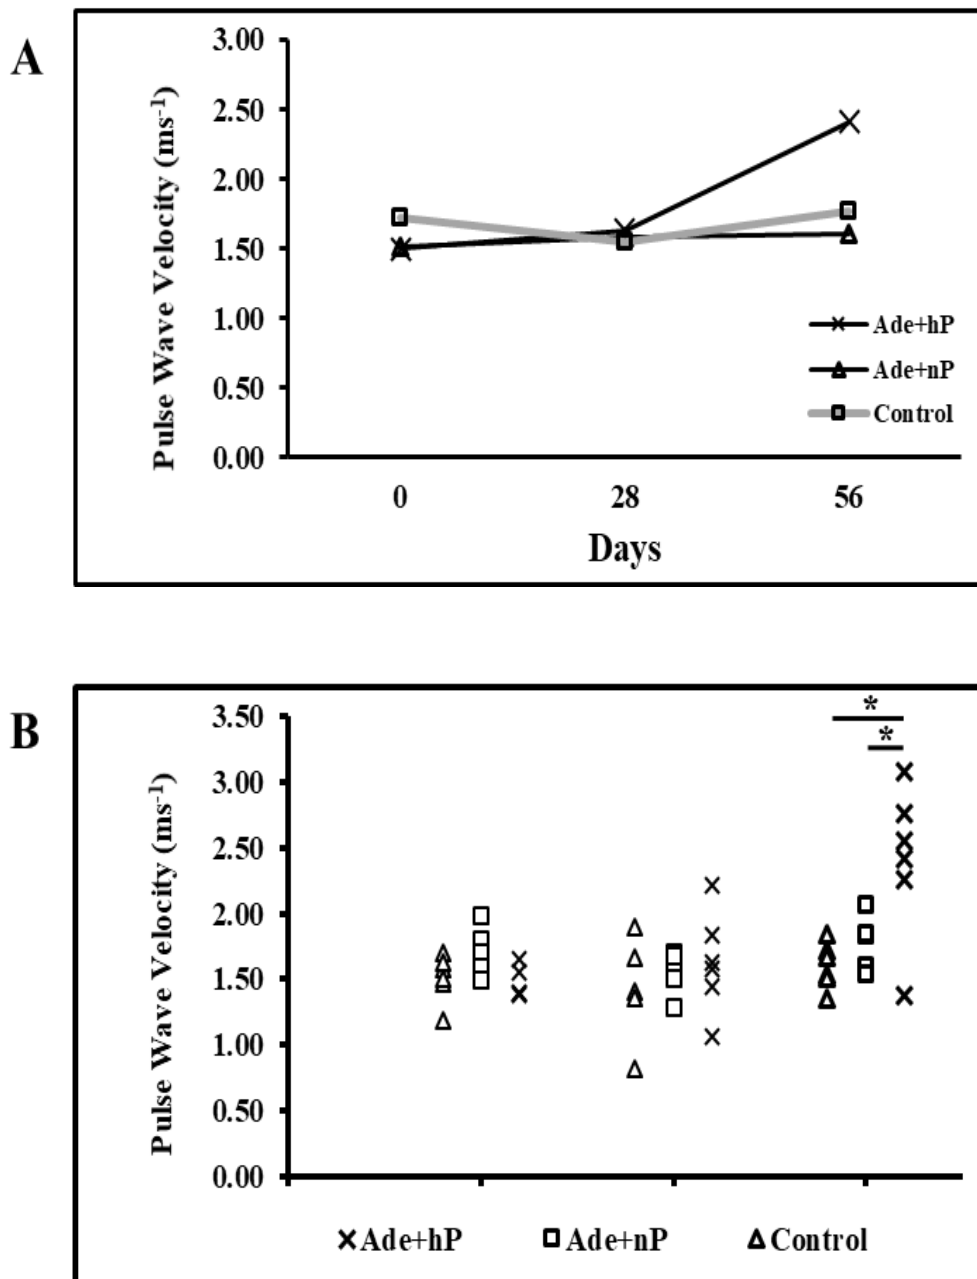 A
Pulse Wave Velocity (ms⁻¹)
3.00
2.50
2.00
1.50
1.00
0.50
0.00
Ade+hP
Ade+nP
Control
0 28 56
Days
B
Pulse Wave Velocity (ms⁻¹)
3.50
3.00
2.50
2.00
1.50
1.00
0.50
0.00
*
*
Ade+hP Ade+nP Control